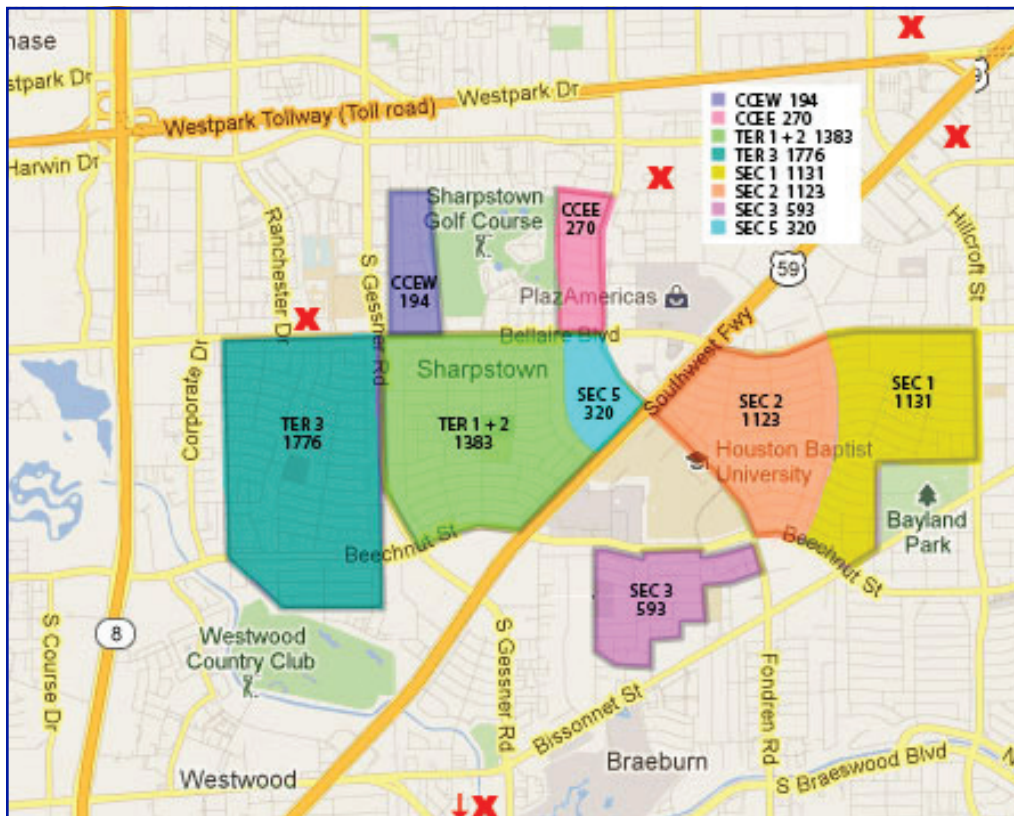 hase
stpark Dr
Westpark Dr
Westpark Tollway (Toll road)
Harwin Dr
X
X
X
X
X
9
CCEW 194
CCEE 270
TER 1 + 2 1383
TER 3 1776
SEC 1 1131
SEC 2 1123
SEC 3 593
SEC 5 320
Ranchester Dr
S Gessner Rd
Sharpstown
Golf Course
CCEE
270
CCEW
194
PlazAmericas
59
Hillcroft St
Bellaire Blvd
Southwest Fwy
Corporate Dr
Sharpstown
TER 3
1776
TER 1 + 2
1383
SEC 5
320
SEC 2
1123
SEC 1
1131
Houston Baptist
University
Bayland
Park
Beechnut St
Beechnut St
SEC 3
593
8
S Course Dr
Westwood
Country Club
S Gessner Rd
Bissonnet St
Fondren Rd
Braeburn
S Braeswood Blvd
Westwood